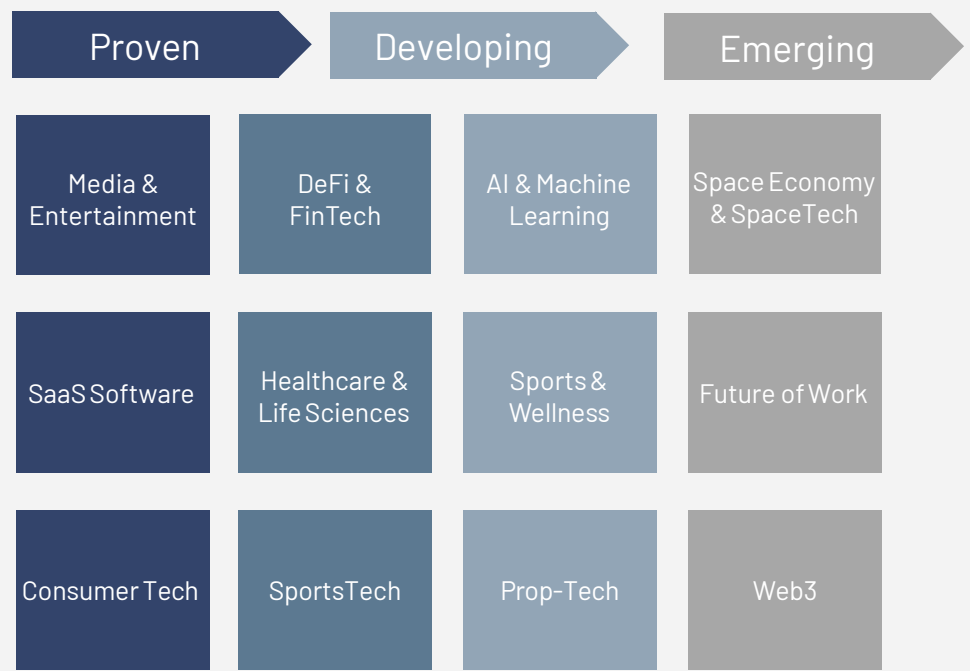 Proven
Developing
Emerging
Media &
Entertainment
DeFi &
FinTech
AI & Machine
Learning
Space Economy
& SpaceTech
SaaS Software
Healthcare &
Life Sciences
Sports &
Wellness
Future of Work
Consumer Tech
SportsTech
Prop-Tech
Web3